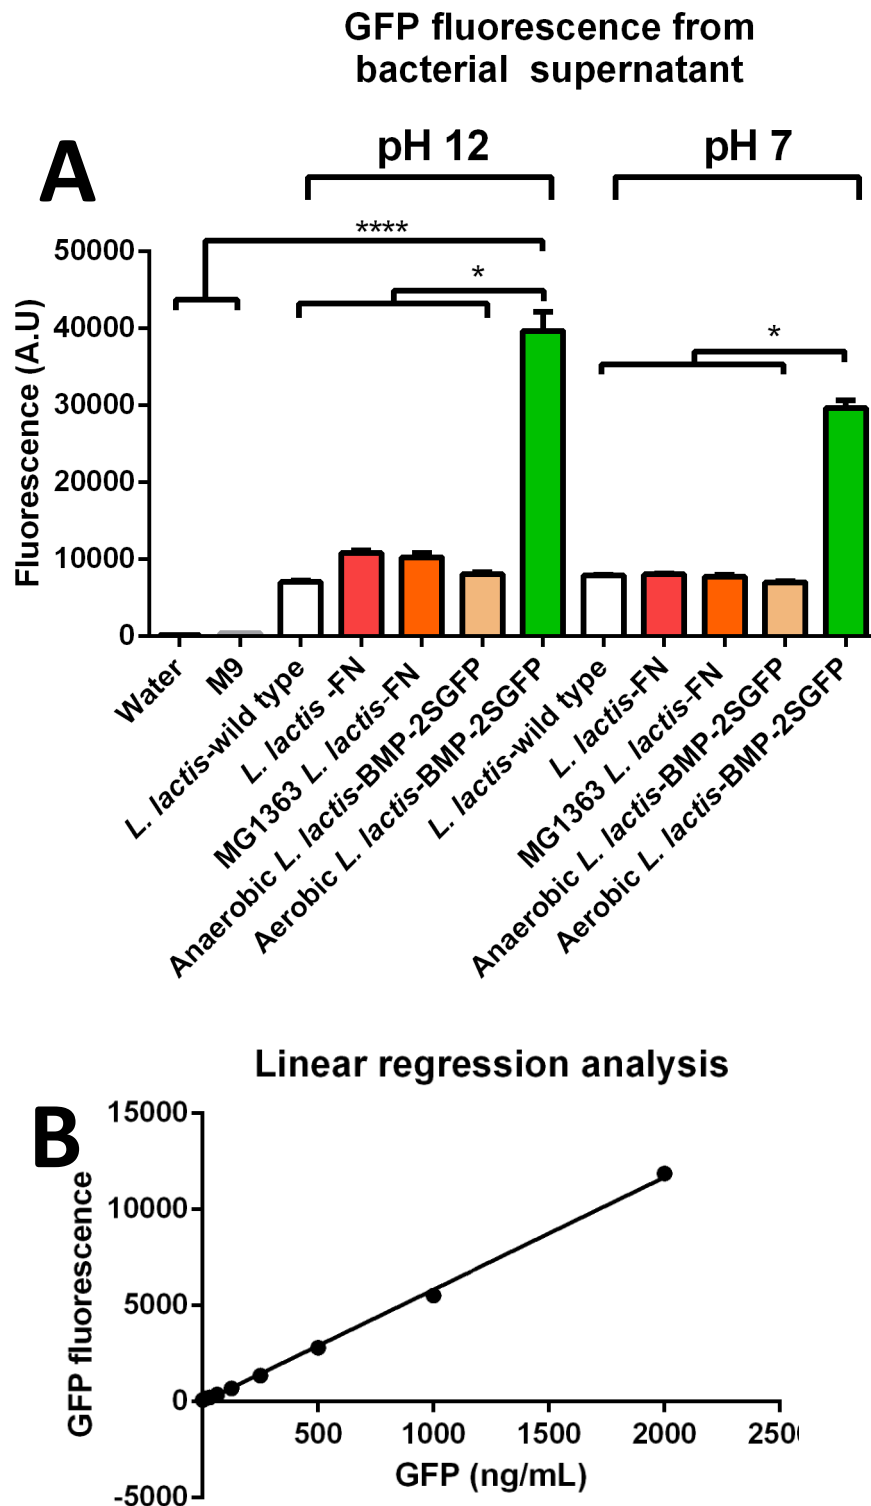 GFP fluorescence from
bacterial supernatant
A
pH 12
pH 7
****
*
*
Fluorescence (A.U)
50000
40000
30000
20000
10000
0
Water
M9
L. lactis-wild type
L. lactis -FN
MG1363 L. lactis-FN
Anaerobic L. lactis-BMP-2SGFP
Aerobic L. lactis-BMP-2SGFP
L. lactis-wild type
L. lactis-FN
MG1363 L. lactis-FN
Anaerobic L. lactis-BMP-2SGFP
Aerobic L. lactis-BMP-2SGFP
Linear regression analysis
B
GFP fluorescence
15000
10000
5000
0
-5000
500
1000
1500
2000
GFP (ng/mL)